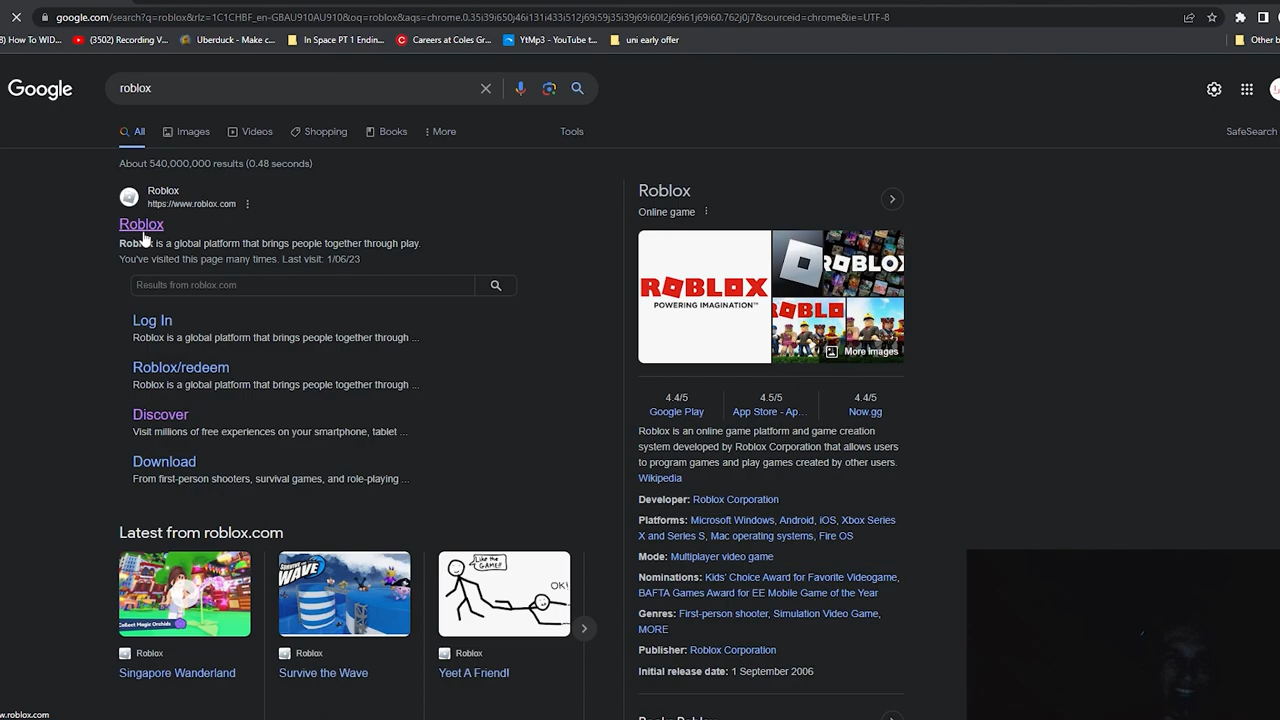 google.com/search?q=roblox&rlz=1C1CHBF_en-GBAU910AU910&oq=roblox&aqs=chrome.0.35i39i650j46i131i433i512j69i59j35i39j69i60l2j69i61j69i60.762j0j7&sourceid=chrome&ie=UTF-8
8) How To WID... (3502) Recording V... Uberduck - Make c... In Space PT 1 Endin... Careers at Coles Gr... YtMp3 - YouTube t... uni early offer Other b
Google roblox
All Images Videos Shopping Books More Tools SafeSearch
About 540,000,000 results (0.48 seconds)
Roblox
https://www.roblox.com
Roblox
is a global platform that brings people together through play.
You've visited this page many times. Last visit: 1/06/23
Results from roblox.com
Log In
Roblox is a global platform that brings people together through ...
Roblox/redeem
Roblox is a global platform that brings people together through ...
Discover
Visit millions of free experiences on your smartphone, tablet ...
Download
From first-person shooters, survival games, and role-playing ...
Latest from roblox.com
Collect Magic Orchids
SURVIVE THE WAVE
Like the GAME!!
OK!
Roblox Roblox Roblox
Singapore Wanderland Survive the Wave Yeet A Friend!
Roblox
Online game
ROBLOX
POWERING IMAGINATION™
ROBLOX
ROBLO
More images
4.4/5 4.5/5 4.4/5
Google Play App Store - Ap... Now.gg
Roblox is an online game platform and game creation
system developed by Roblox Corporation that allows users
to program games and play games created by other users.
Wikipedia
Developer: Roblox Corporation
Platforms: Microsoft Windows, Android, iOS, Xbox Series
X and Series S, Mac operating systems, Fire OS
Mode: Multiplayer video game
Nominations: Kids' Choice Award for Favorite Videogame,
BAFTA Games Award for EE Mobile Game of the Year
Genres: First-person shooter, Simulation Video Game,
MORE
Publisher: Roblox Corporation
Initial release date: 1 September 2006
w.roblox.com